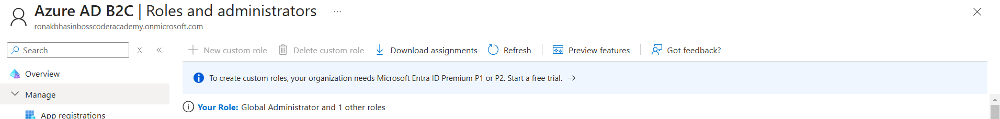 Azure AD B2C | Roles and administrators ...
ronakbhasinbosscoderacademy.onmicrosoft.com
Search
New custom role Delete custom role Download assignments Refresh Preview features Got feedback?
Overview
To create custom roles, your organization needs Microsoft Entra ID Premium P1 or P2. Start a free trial. →
Manage
Your Role: Global Administrator and 1 other roles
App registrations